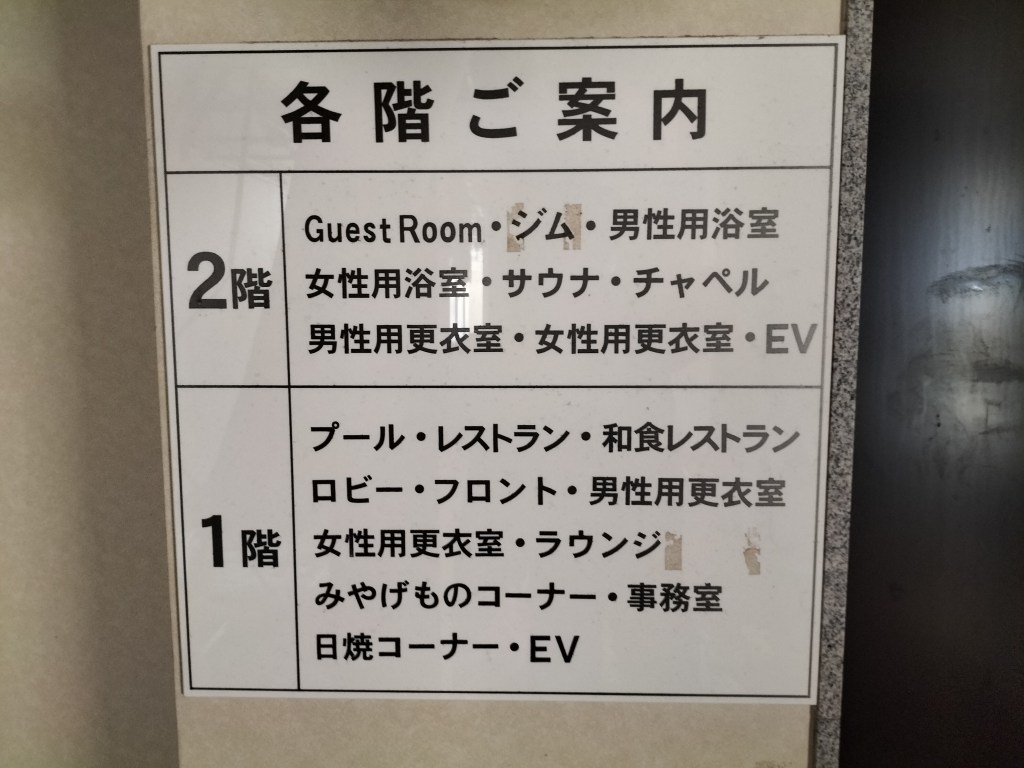 各階ご案内
2階
Guest Room・ジム・男性用浴室
女性用浴室・サウナ・チャペル
男性用更衣室・女性用更衣室・EV
1階
プール・レストラン・和食レストラン
ロビー・フロント・男性用更衣室
女性用更衣室・ラウンジ
みやげものコーナー・事務室
日焼コーナー・EV